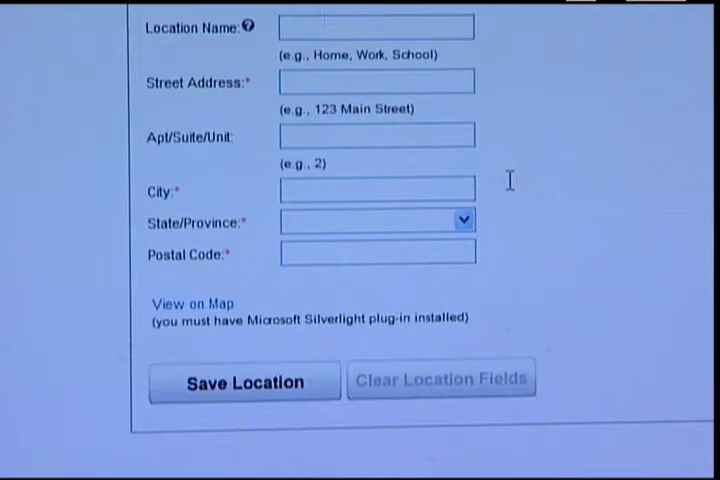 Location Name:
(e.g., Home, Work, School)
Street Address:*
(e.g., 123 Main Street)
Apt/Suite/Unit:
(e.g., 2)
City:*
State/Province:*
Postal Code:*
View on Map
(you must have Microsoft Silverlight plug-in installed)
Save Location
Clear Location Fields